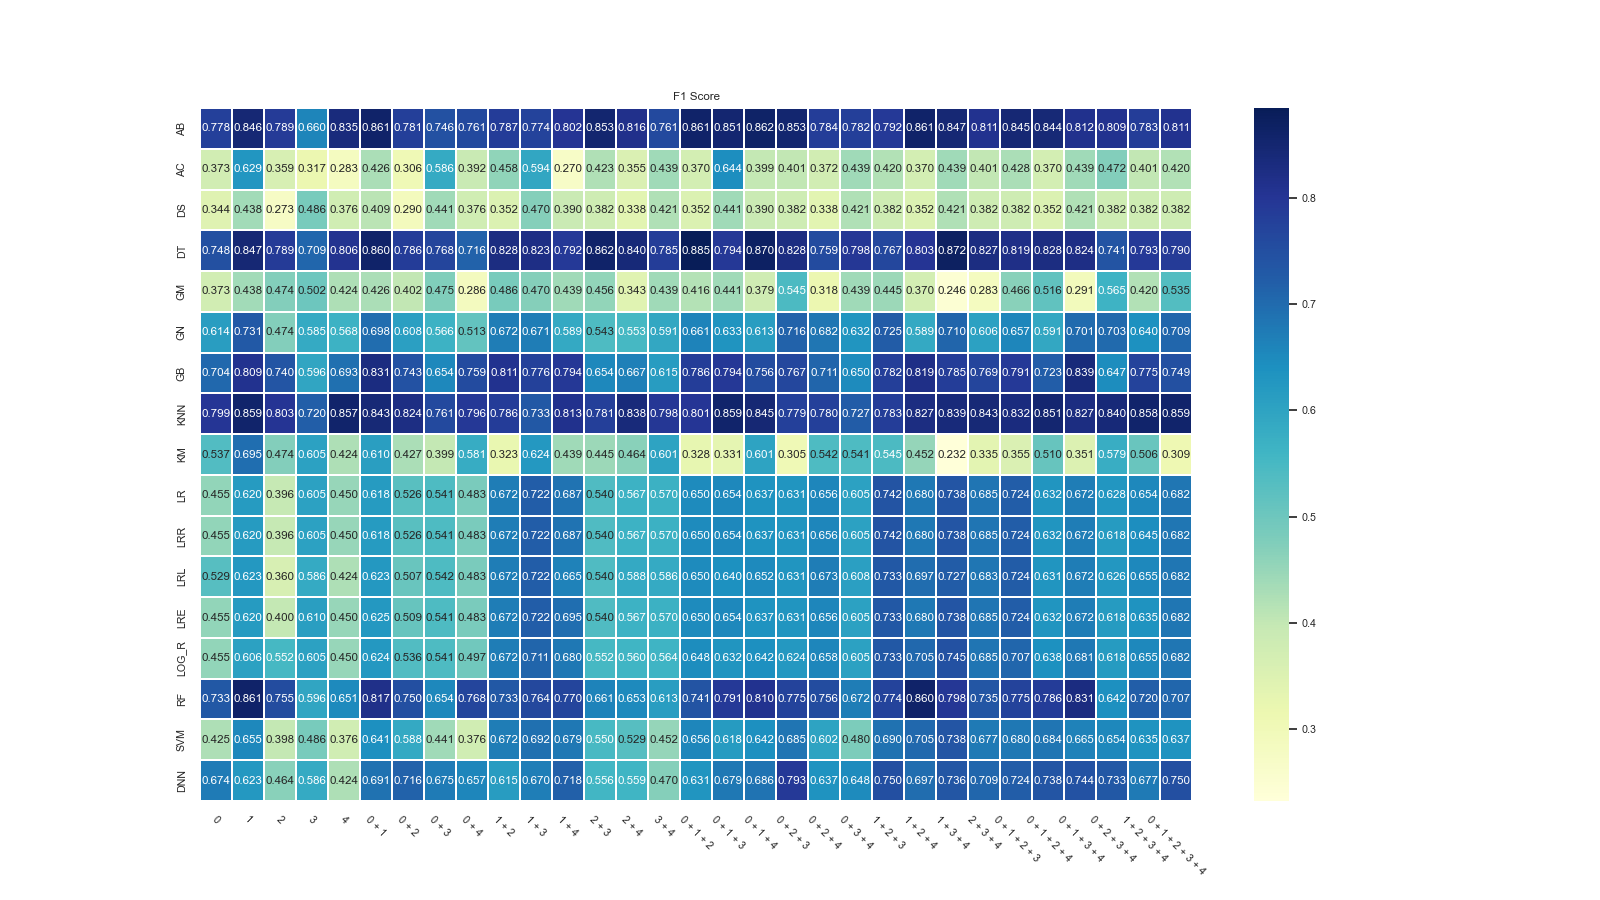 F1 Score
AB 0.778 0.846 0.789 0.660 0.835 0.861 0.781 0.746 0.761 0.787 0.774 0.802 0.853 0.816 0.761 0.861 0.851 0.862 0.853 0.784 0.782 0.792 0.861 0.847 0.811 0.845 0.844 0.812 0.809 0.783 0.811
AC 0.373 0.629 0.359 0.317 0.283 0.426 0.306 0.586 0.392 0.458 0.594 0.270 0.423 0.355 0.439 0.370 0.644 0.399 0.401 0.372 0.439 0.420 0.370 0.439 0.401 0.428 0.370 0.439 0.472 0.401 0.420
DS 0.344 0.438 0.273 0.486 0.376 0.409 0.290 0.441 0.376 0.352 0.470 0.390 0.382 0.338 0.421 0.352 0.441 0.390 0.382 0.338 0.421 0.382 0.352 0.421 0.382 0.382 0.352 0.421 0.382 0.382 0.382
DT 0.748 0.847 0.789 0.709 0.806 0.860 0.786 0.768 0.716 0.828 0.823 0.792 0.862 0.840 0.785 0.885 0.794 0.870 0.828 0.759 0.798 0.767 0.803 0.872 0.827 0.819 0.828 0.824 0.741 0.793 0.790
GM 0.373 0.438 0.474 0.502 0.424 0.426 0.402 0.475 0.286 0.486 0.470 0.439 0.456 0.343 0.439 0.416 0.441 0.379 0.545 0.318 0.439 0.445 0.370 0.246 0.283 0.466 0.516 0.291 0.565 0.420 0.535
GN 0.614 0.731 0.474 0.585 0.568 0.698 0.608 0.566 0.513 0.672 0.671 0.589 0.543 0.553 0.591 0.661 0.633 0.613 0.716 0.682 0.632 0.725 0.589 0.710 0.606 0.657 0.591 0.701 0.703 0.640 0.709
GB 0.704 0.809 0.740 0.596 0.693 0.831 0.743 0.654 0.759 0.811 0.776 0.794 0.654 0.667 0.615 0.786 0.794 0.756 0.767 0.711 0.650 0.782 0.819 0.785 0.769 0.791 0.723 0.839 0.647 0.775 0.749
KNN 0.799 0.859 0.803 0.720 0.857 0.843 0.824 0.761 0.796 0.786 0.733 0.813 0.781 0.838 0.798 0.801 0.859 0.845 0.779 0.780 0.727 0.783 0.827 0.839 0.843 0.832 0.851 0.827 0.840 0.858 0.859
KM 0.537 0.695 0.474 0.605 0.424 0.610 0.427 0.399 0.581 0.323 0.624 0.439 0.445 0.464 0.601 0.328 0.331 0.601 0.305 0.542 0.541 0.545 0.452 0.232 0.335 0.355 0.510 0.351 0.579 0.506 0.309
LR 0.455 0.620 0.396 0.605 0.450 0.618 0.526 0.541 0.483 0.672 0.722 0.687 0.540 0.567 0.570 0.650 0.654 0.637 0.631 0.656 0.605 0.742 0.680 0.738 0.685 0.724 0.632 0.672 0.628 0.654 0.682
LRR 0.455 0.620 0.396 0.605 0.450 0.618 0.526 0.541 0.483 0.672 0.722 0.687 0.540 0.567 0.570 0.650 0.654 0.637 0.631 0.656 0.605 0.742 0.680 0.738 0.685 0.724 0.632 0.672 0.618 0.645 0.682
LRL 0.529 0.623 0.360 0.586 0.424 0.623 0.507 0.542 0.483 0.672 0.722 0.665 0.540 0.588 0.586 0.650 0.640 0.652 0.631 0.673 0.608 0.733 0.697 0.727 0.683 0.724 0.631 0.672 0.626 0.655 0.682
LRE 0.455 0.620 0.400 0.610 0.450 0.625 0.509 0.541 0.483 0.672 0.722 0.695 0.540 0.567 0.570 0.650 0.654 0.637 0.631 0.656 0.605 0.733 0.680 0.738 0.685 0.724 0.632 0.672 0.618 0.635 0.682
LOG_R 0.455 0.606 0.552 0.605 0.450 0.624 0.536 0.541 0.497 0.672 0.711 0.680 0.552 0.560 0.564 0.648 0.632 0.642 0.624 0.658 0.605 0.733 0.705 0.745 0.685 0.707 0.638 0.681 0.618 0.655 0.682
RF 0.733 0.861 0.755 0.596 0.651 0.817 0.750 0.654 0.768 0.733 0.764 0.770 0.661 0.653 0.613 0.741 0.791 0.810 0.775 0.756 0.672 0.774 0.860 0.798 0.735 0.775 0.786 0.831 0.642 0.720 0.707
SVM 0.425 0.655 0.398 0.486 0.376 0.641 0.588 0.441 0.376 0.672 0.692 0.679 0.550 0.529 0.452 0.656 0.618 0.642 0.685 0.602 0.480 0.690 0.705 0.738 0.677 0.680 0.684 0.665 0.654 0.635 0.637
DNN 0.674 0.623 0.464 0.586 0.424 0.691 0.716 0.675 0.657 0.615 0.670 0.718 0.556 0.559 0.470 0.631 0.679 0.686 0.793 0.637 0.648 0.750 0.697 0.736 0.709 0.724 0.738 0.744 0.733 0.677 0.750
0
1
2
3
4
0 + 1
0 + 2
0 + 3
0 + 4
1 + 2
1 + 3
1 + 4
2 + 3
2 + 4
3 + 4
0 + 1 + 2
0 + 1 + 3
0 + 1 + 4
0 + 2 + 3
0 + 2 + 4
0 + 3 + 4
1 + 2 + 3
1 + 2 + 4
1 + 3 + 4
2 + 3 + 4
0 + 1 + 2 + 3
0 + 1 + 2 + 4
0 + 1 + 3 + 4
0 + 2 + 3 + 4
1 + 2 + 3 + 4
0 + 1 + 2 + 3 + 4
0.8
0.7
0.6
0.5
0.4
0.3